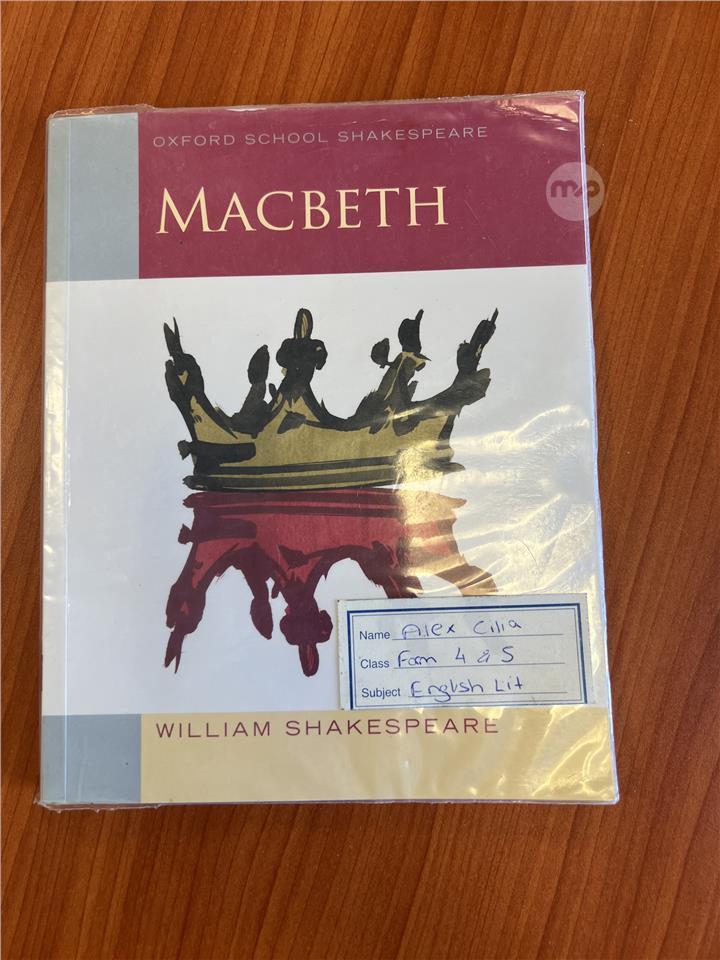 OXFORD SCHOOL SHAKESPEARE
MACBETH
Name Alex Cilia
Class Form 4 & 5
Subject English Lit
WILLIAM SHAKESPEARE